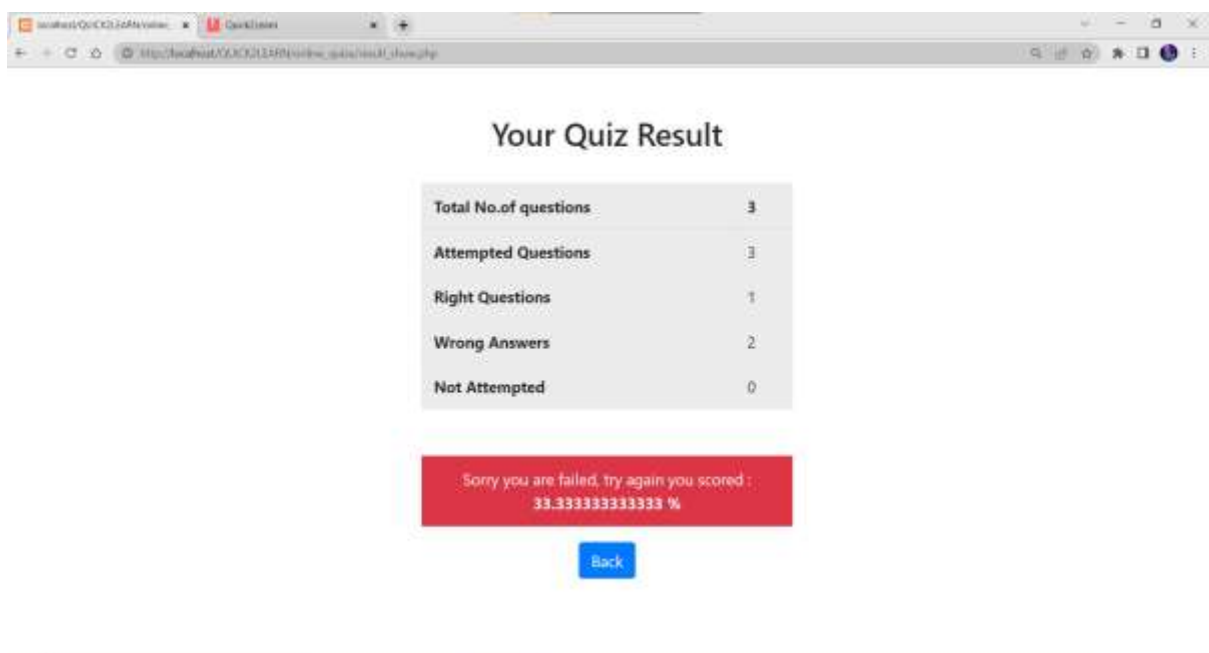 Your Quiz Result
Total No.of questions 3
Attempted Questions 3
Right Questions 1
Wrong Answers 2
Not Attempted 0
Sorry you are failed, try again you scored :
33.333333333333 %
Back